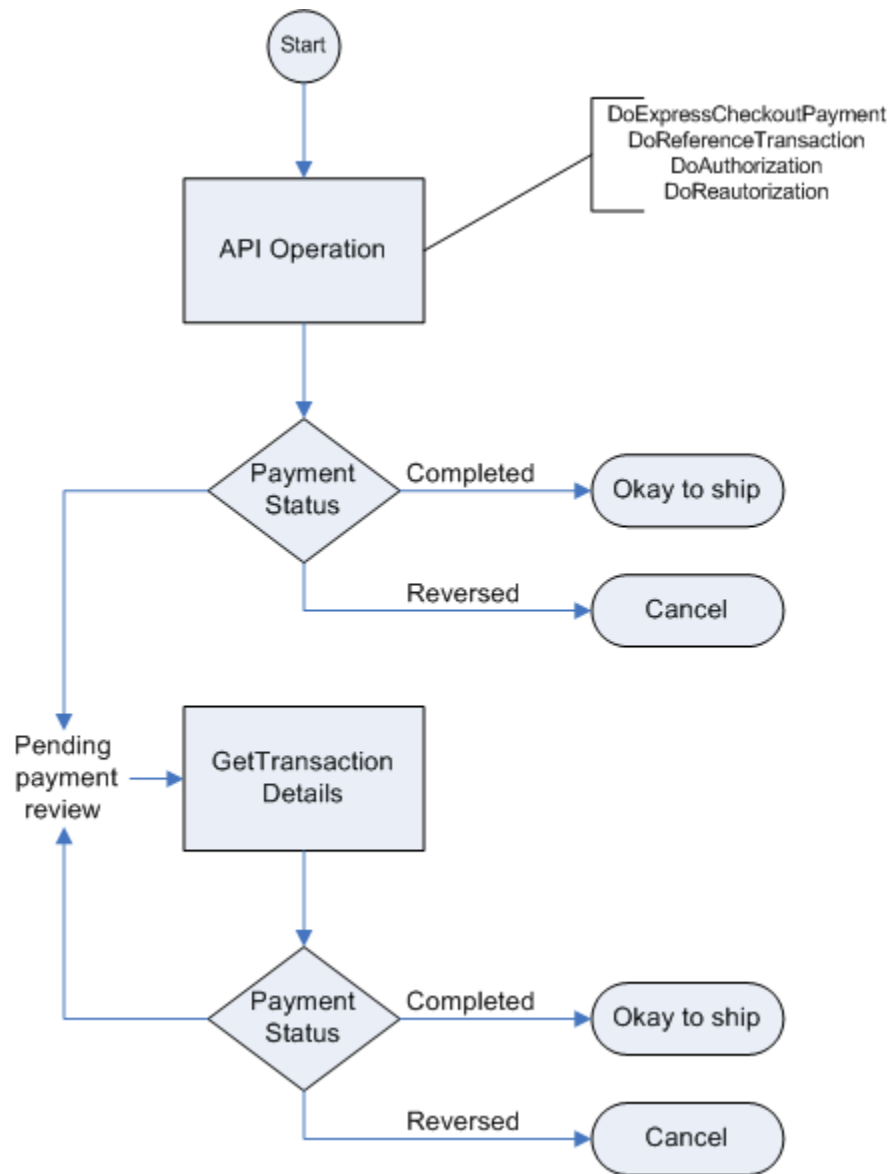 Start
DoExpressCheckoutPayment
DoReferenceTransaction
DoAuthorization
DoReautorization
API Operation
Payment
Status
Completed
Okay to ship
Reversed
Cancel
Pending
payment
review
GetTransaction
Details
Payment
Status
Completed
Okay to ship
Reversed
Cancel